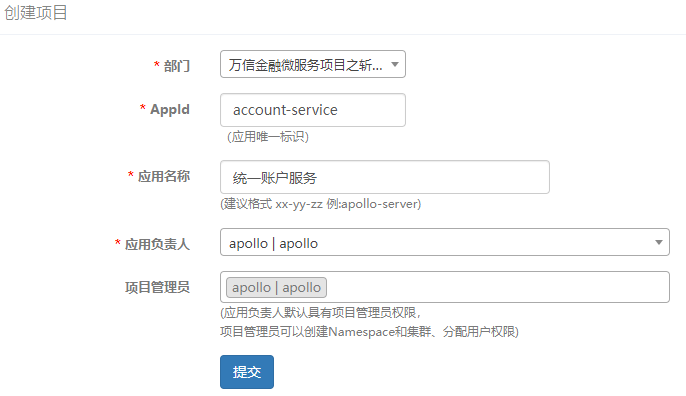 创建项目
* 部门 万信金融微服务项目之斩...
* AppId account-service
(应用唯一标识)
* 应用名称 统一账户服务
(建议格式 xx-yy-zz 例:apollo-server)
* 应用负责人 apollo | apollo
项目管理员 apollo | apollo
(应用负责人默认具有项目管理员权限，
项目管理员可以创建Namespace和集群、分配用户权限)
提交